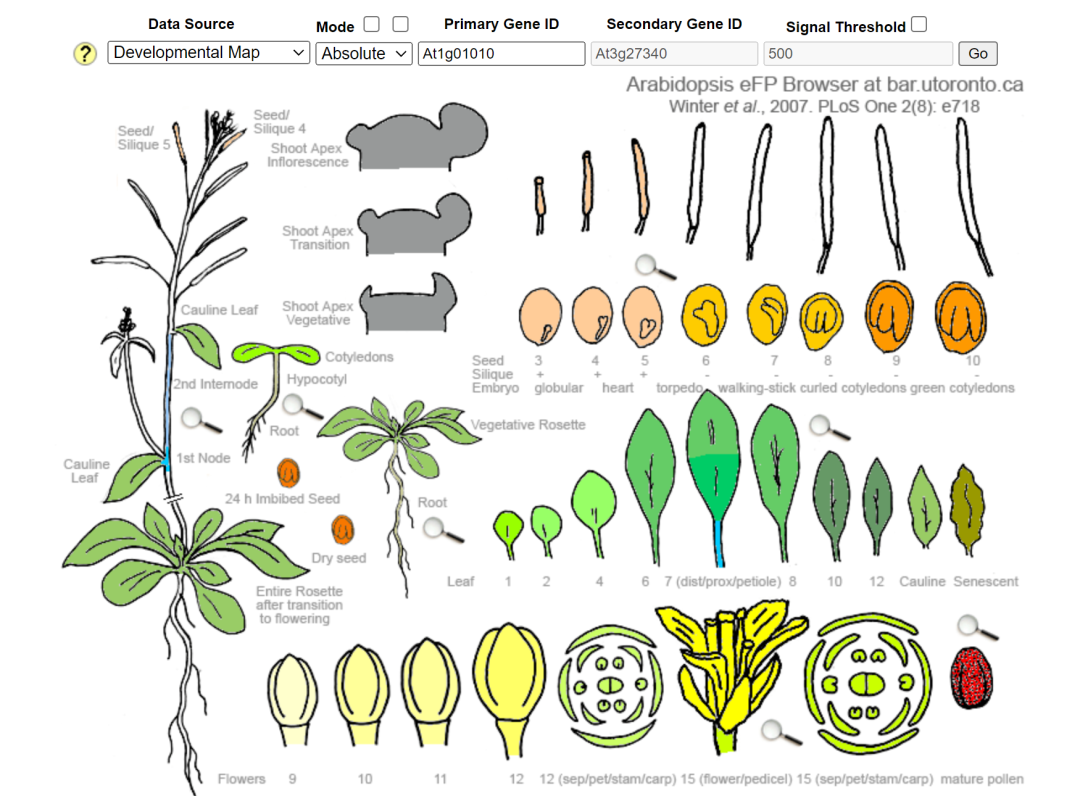 Data Source
Mode
Primary Gene ID
Secondary Gene ID
Signal Threshold
?
Developmental Map
Absolute
At1g01010
At3g27340
500
Go
Arabidopsis eFP Browser at bar.utoronto.ca
Winter et al., 2007. PLoS One 2(8): e718
Seed/
Silique 5
Seed/
Silique 4
Shoot Apex
Inflorescence
Shoot Apex
Transition
Shoot Apex
Vegetative
Cauline Leaf
Cotyledons
2nd Internode
Hypocotyl
Root
1st Node
Cauline
Leaf
24 h Imbibed Seed
Dry seed
Vegetative Rosette
Root
Entire Rosette
after transition
to flowering
Seed 3 4 5 6 7 8 9 10
Silique + + + - - - - -
Embryo globular heart torpedo walking-stick curled cotyledons green cotyledons
Leaf 1 2 4 6 7 (dist/prox/petiole) 8 10 12 Cauline Senescent
Flowers 9 10 11 12 12 (sep/pet/stam/carp) 15 (flower/pedicel) 15 (sep/pet/stam/carp) mature pollen